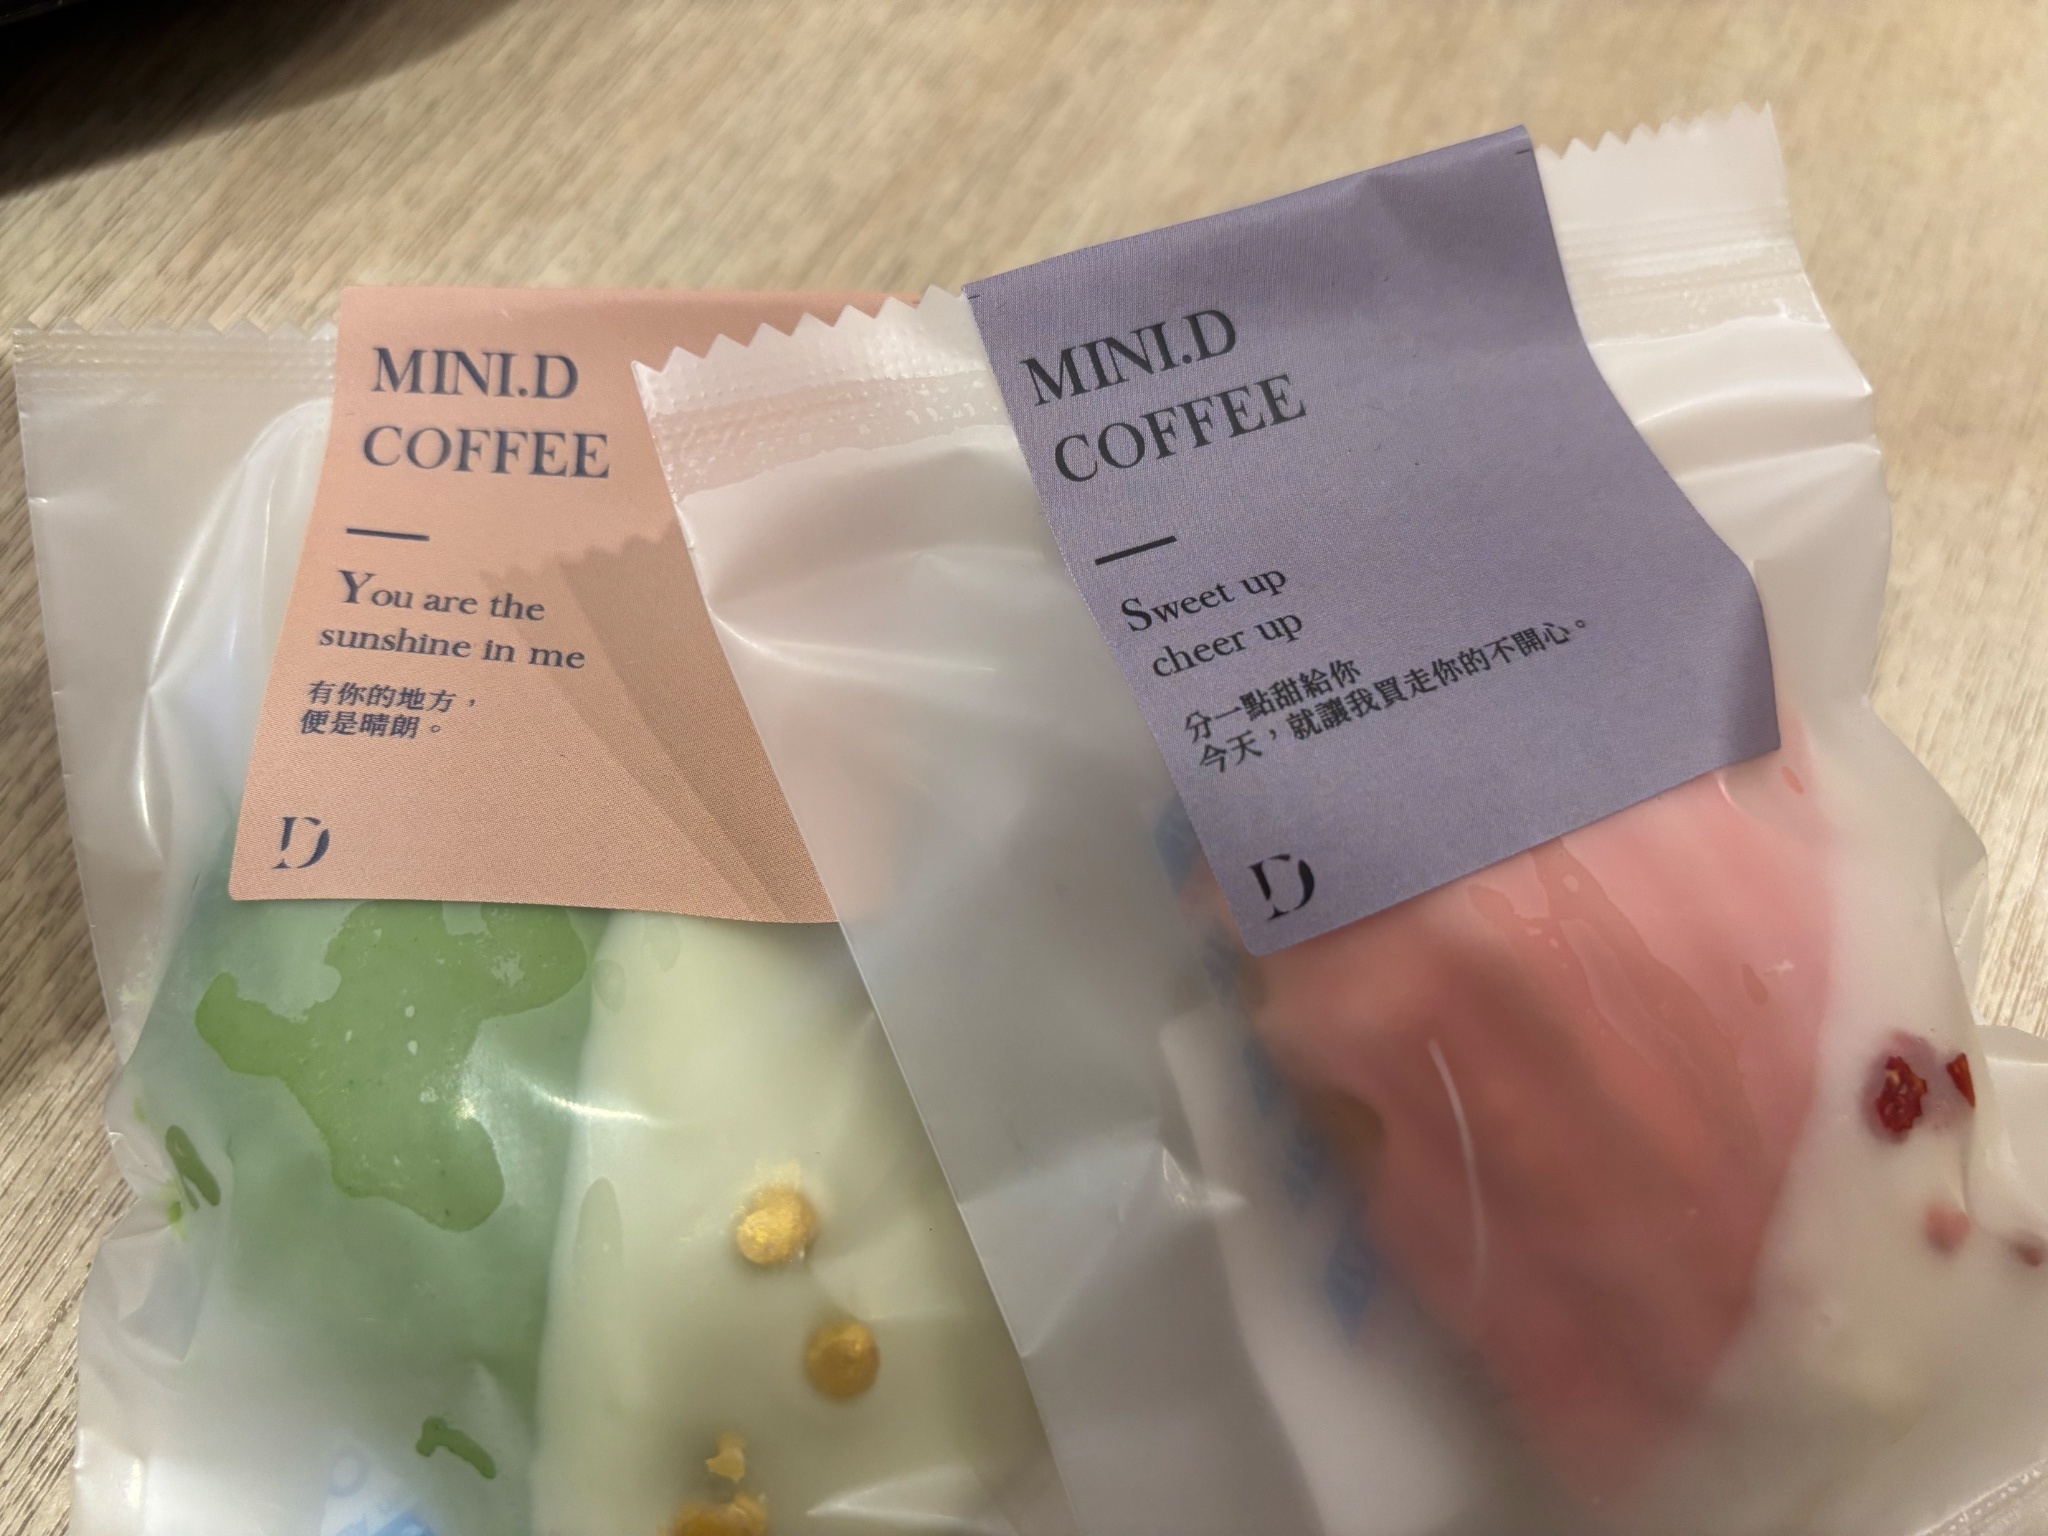 MINI.D
COFFEE
You are the
sunshine in me
有你的地方，
便是晴朗。
D
MINI.D
COFFEE
Sweet up
cheer up
分一點甜給你
今天，就讓我買走你的不開心。
D